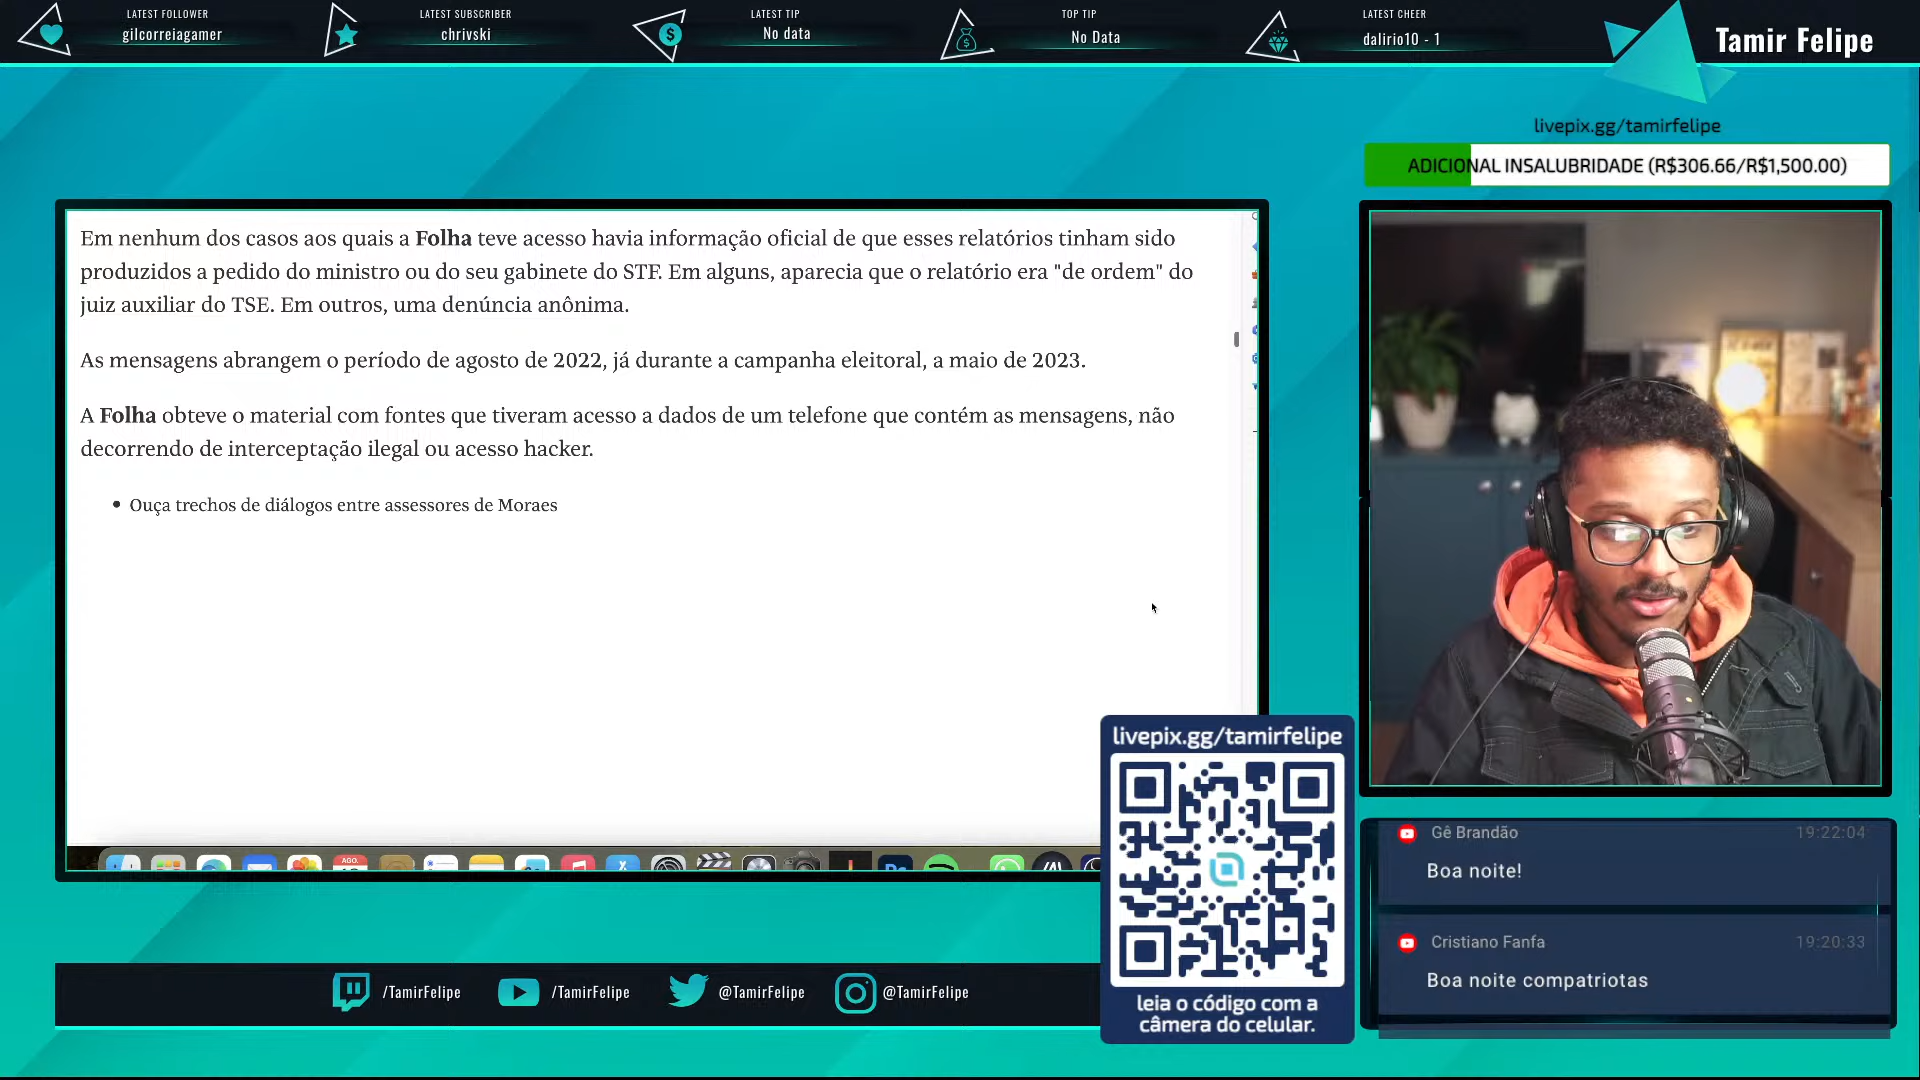 LATEST FOLLOWER
gilcorreiagamer
LATEST SUBSCRIBER
chrivski
LATEST TIP
No data
TOP TIP
No Data
LATEST CHEER
dalirio10 - 1
Tamir Felipe
livepix.gg/tamirfelipe
ADICIONAL INSALUBRIDADE (R$306.66/R$1,500.00)
Em nenhum dos casos aos quais a Folha teve acesso havia informação oficial de que esses relatórios tinham sido
produzidos a pedido do ministro ou do seu gabinete do STF. Em alguns, aparecia que o relatório era "de ordem" do
juiz auxiliar do TSE. Em outros, uma denúncia anônima.
As mensagens abrangem o período de agosto de 2022, já durante a campanha eleitoral, a maio de 2023.
A Folha obteve o material com fontes que tiveram acesso a dados de um telefone que contém as mensagens, não
decorrendo de interceptação ilegal ou acesso hacker.
• Ouça trechos de diálogos entre assessores de Moraes
AGO.
livepix.gg/tamirfelipe
leia o código com a
câmera do celular.
Gê Brandão 19:22:04
Boa noite!
Cristiano Fanfa 19:20:33
Boa noite compatriotas
/TamirFelipe
/TamirFelipe
@TamirFelipe
@TamirFelipe